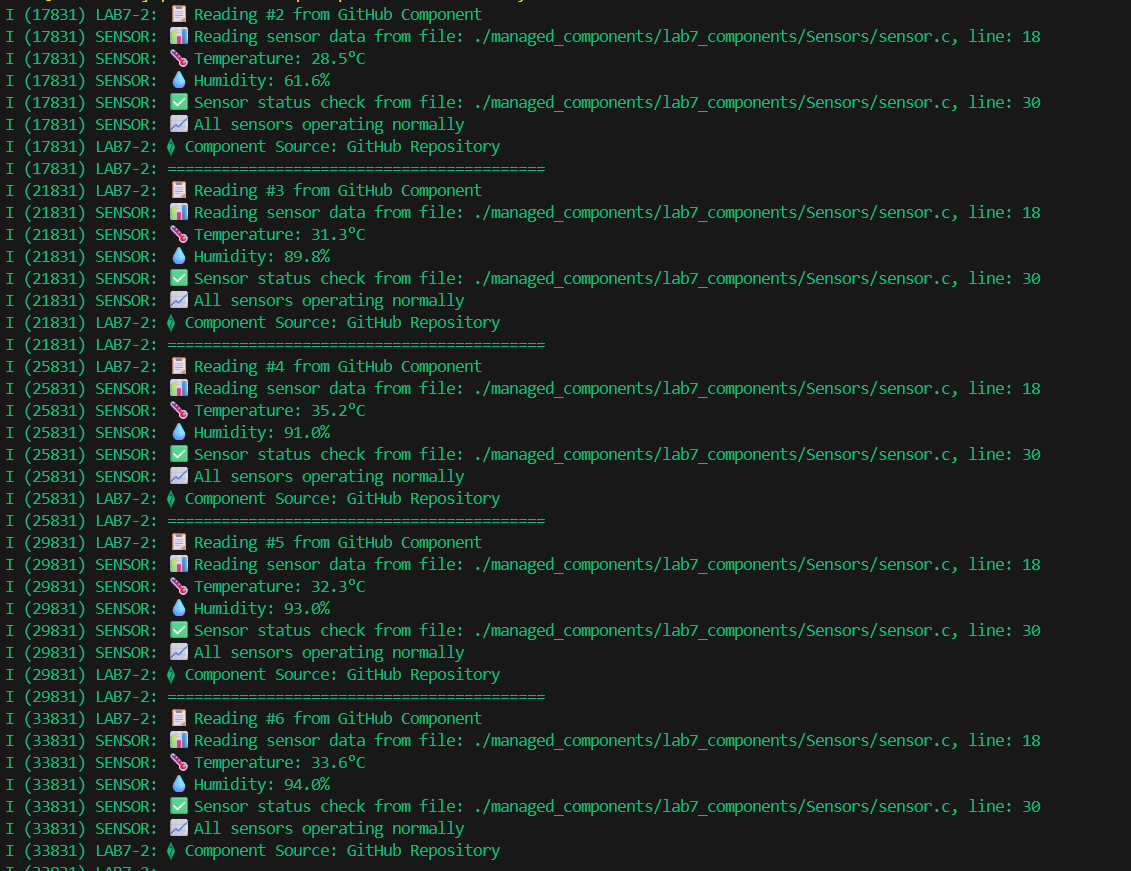 I (17831) LAB7-2: 📋 Reading #2 from GitHub Component
I (17831) SENSOR: 📊 Reading sensor data from file: ./managed_components/lab7_components/Sensors/sensor.c, line: 18
I (17831) SENSOR: 🌡️ Temperature: 28.5°C
I (17831) SENSOR: 💧 Humidity: 61.6%
I (17831) SENSOR: ✅ Sensor status check from file: ./managed_components/lab7_components/Sensors/sensor.c, line: 30
I (17831) SENSOR: 📈 All sensors operating normally
I (17831) LAB7-2: Component Source: GitHub Repository
I (17831) LAB7-2: ==========================================
I (21831) LAB7-2: 📋 Reading #3 from GitHub Component
I (21831) SENSOR: 📊 Reading sensor data from file: ./managed_components/lab7_components/Sensors/sensor.c, line: 18
I (21831) SENSOR: 🌡️ Temperature: 31.3°C
I (21831) SENSOR: 💧 Humidity: 89.8%
I (21831) SENSOR: ✅ Sensor status check from file: ./managed_components/lab7_components/Sensors/sensor.c, line: 30
I (21831) SENSOR: 📈 All sensors operating normally
I (21831) LAB7-2: Component Source: GitHub Repository
I (21831) LAB7-2: ==========================================
I (25831) LAB7-2: 📋 Reading #4 from GitHub Component
I (25831) SENSOR: 📊 Reading sensor data from file: ./managed_components/lab7_components/Sensors/sensor.c, line: 18
I (25831) SENSOR: 🌡️ Temperature: 35.2°C
I (25831) SENSOR: 💧 Humidity: 91.0%
I (25831) SENSOR: ✅ Sensor status check from file: ./managed_components/lab7_components/Sensors/sensor.c, line: 30
I (25831) SENSOR: 📈 All sensors operating normally
I (25831) LAB7-2: Component Source: GitHub Repository
I (25831) LAB7-2: ==========================================
I (29831) LAB7-2: 📋 Reading #5 from GitHub Component
I (29831) SENSOR: 📊 Reading sensor data from file: ./managed_components/lab7_components/Sensors/sensor.c, line: 18
I (29831) SENSOR: 🌡️ Temperature: 32.3°C
I (29831) SENSOR: 💧 Humidity: 93.0%
I (29831) SENSOR: ✅ Sensor status check from file: ./managed_components/lab7_components/Sensors/sensor.c, line: 30
I (29831) SENSOR: 📈 All sensors operating normally
I (29831) LAB7-2: Component Source: GitHub Repository
I (29831) LAB7-2: ==========================================
I (33831) LAB7-2: 📋 Reading #6 from GitHub Component
I (33831) SENSOR: 📊 Reading sensor data from file: ./managed_components/lab7_components/Sensors/sensor.c, line: 18
I (33831) SENSOR: 🌡️ Temperature: 33.6°C
I (33831) SENSOR: 💧 Humidity: 94.0%
I (33831) SENSOR: ✅ Sensor status check from file: ./managed_components/lab7_components/Sensors/sensor.c, line: 30
I (33831) SENSOR: 📈 All sensors operating normally
I (33831) LAB7-2: Component Source: GitHub Repository